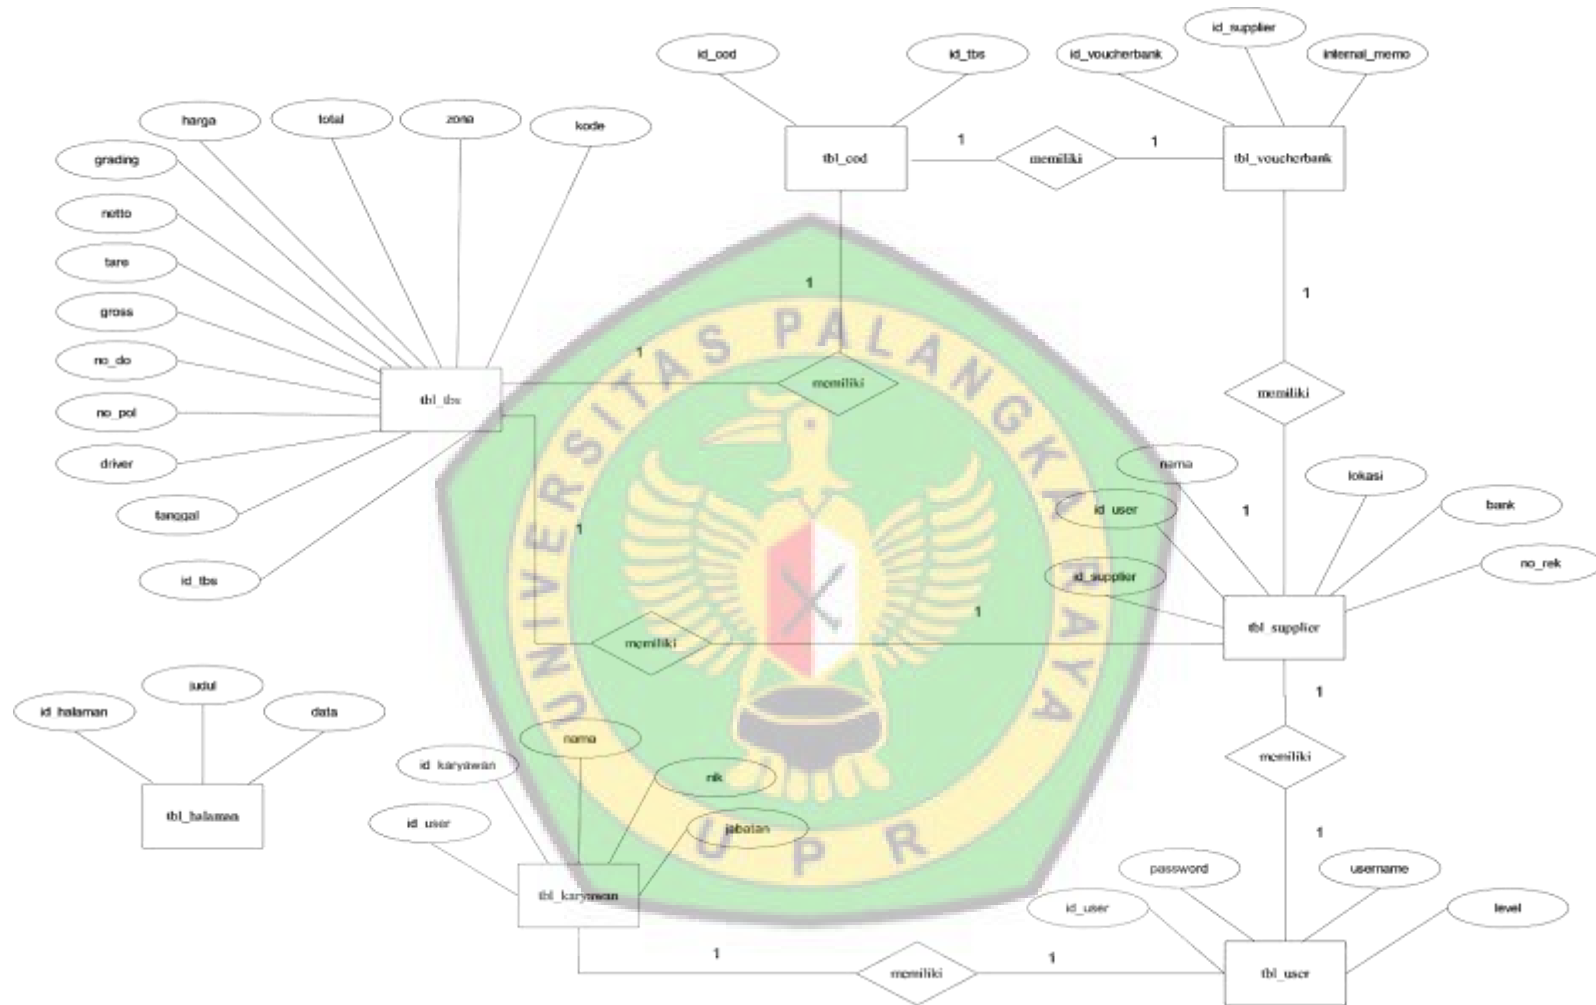 id_supplier
id_cod
id_tbs
id_voucherbank
internal_memo
harga
total
zona
kode
grading
tbl_cod
1
memiliki
1
tbl_voucherbank
netto
tare
1
1
gross
UNIVERSITAS PALANGKA RAYA
1
no_do
tbl_tbs
memiliki
memiliki
no_pol
driver
nama
lokasi
tanggal
id_user
1
bank
1
id_tbs
id_supplier
no_rek
1
tbl_supplier
memiliki
judul
1
id_halaman
data
nama
memiliki
id_karyawan
nik
tbl_halaman
id_user
jabatan
1
UPR
password
username
tbl_karyawan
id_user
level
1
1
memiliki
tbl_user